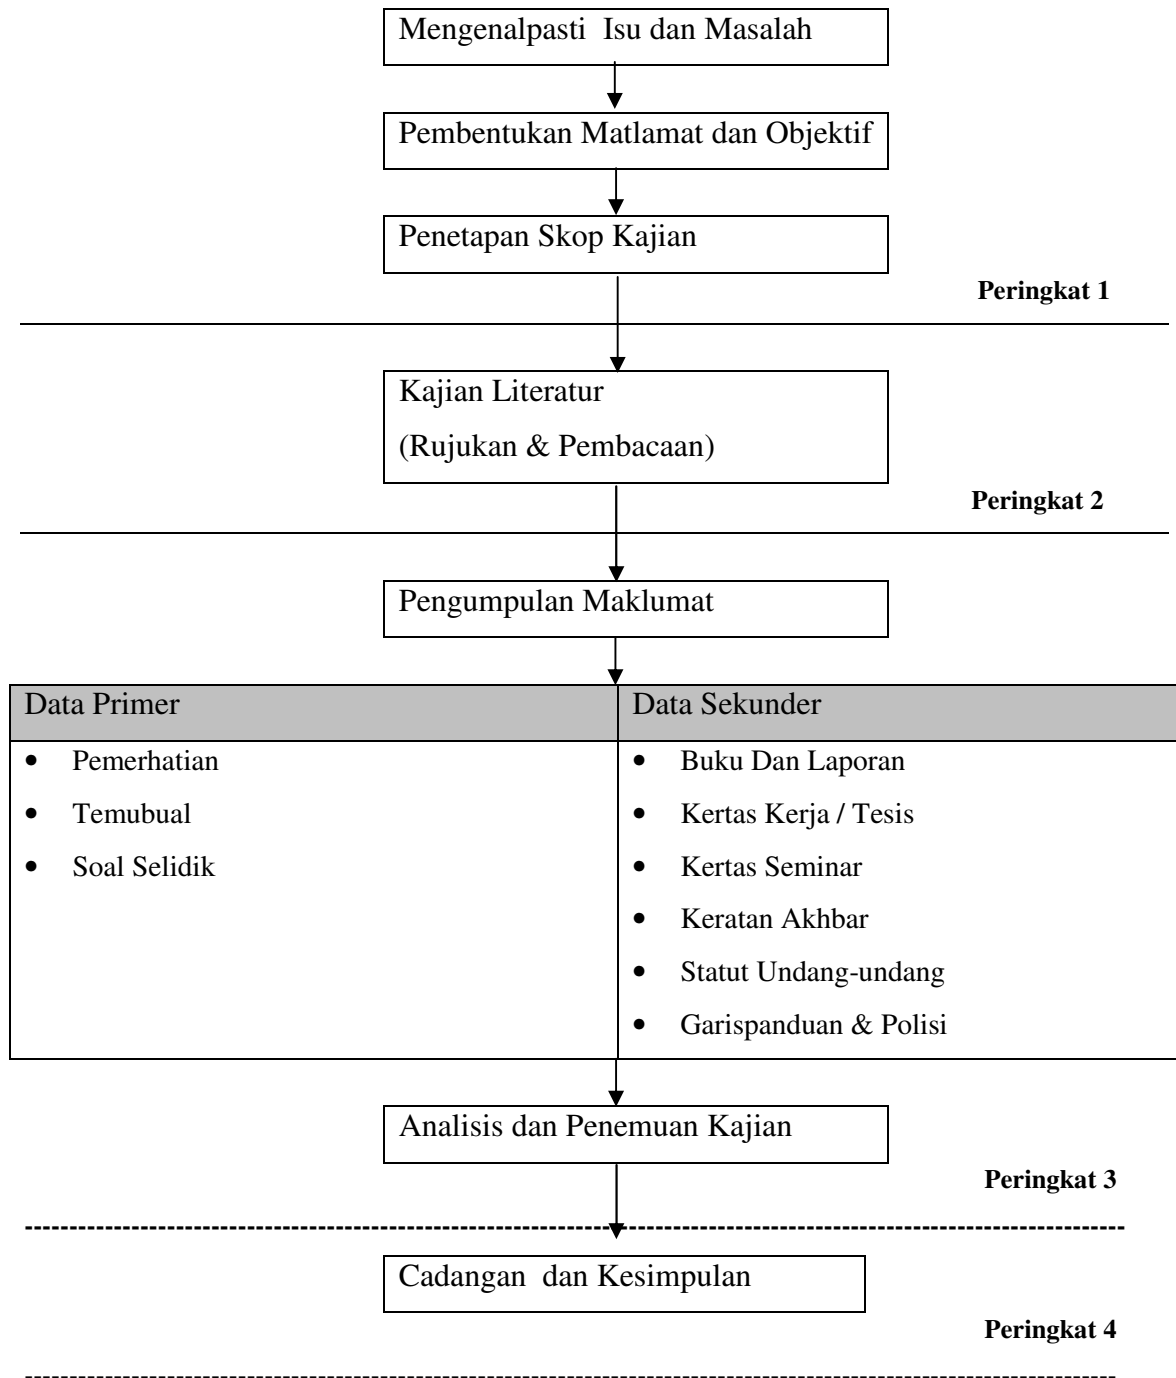 Mengenalpasti  Isu dan Masalah
Pembentukan Matlamat dan Objektif
Penetapan Skop Kajian
Peringkat 1
Kajian Literatur
(Rujukan & Pembacaan)
Peringkat 2
Pengumpulan Maklumat
Data Primer
• Pemerhatian
• Temubual
• Soal Selidik
Data Sekunder
• Buku Dan Laporan
• Kertas Kerja / Tesis
• Kertas Seminar
• Keratan Akhbar
• Statut Undang-undang
• Garispanduan & Polisi
Analisis dan Penemuan Kajian
Peringkat 3
Cadangan  dan Kesimpulan
Peringkat 4